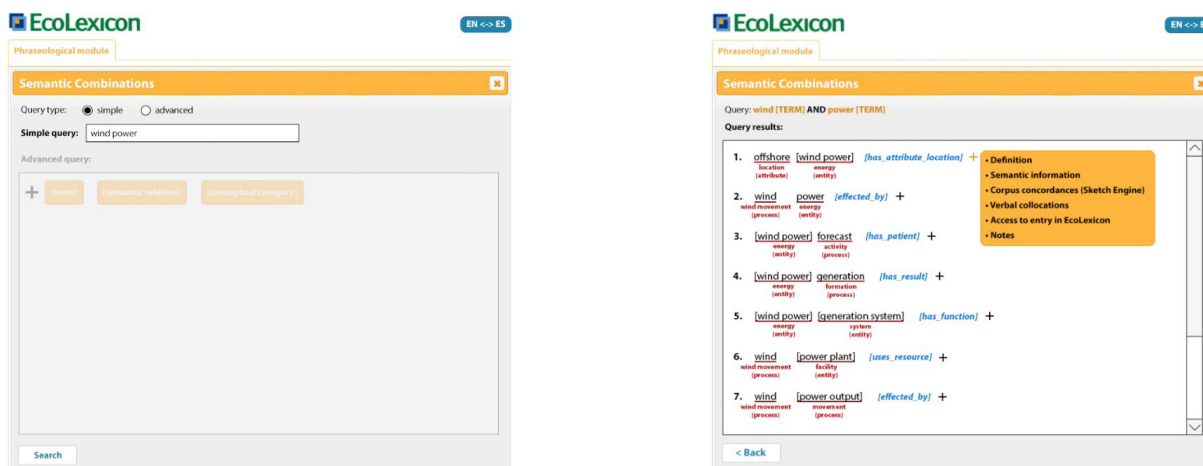 EcoLexicon
EN <-> ES
Phraseological module
Semantic Combinations
Query type: simple advanced
Simple query: wind power
Advanced query:
[term] [semantic relation] [conceptual category]
Search
EcoLexicon
EN <-> E
Phraseological module
Semantic Combinations
Query: wind [TERM] AND power [TERM]
Query results:
1. offshore [wind power] [has_attribute_location] +
location energy
(attribute) (entity)
• Definition
• Semantic information
• Corpus concordances (Sketch Engine)
• Verbal collocations
• Access to entry in EcoLexicon
• Notes
2. wind power [effected_by] +
wind movement energy
(process) (entity)
3. [wind power] forecast [has_patient] +
energy activity
(entity) (process)
4. [wind power] generation [has_result] +
energy formation
(entity) (process)
5. [wind power] [generation system] [has_function] +
energy system
(entity) (entity)
6. wind [power plant] [uses_resource] +
wind movement facility
(process) (entity)
7. wind [power output] [effected_by] +
wind movement movement
(process) (process)
< Back